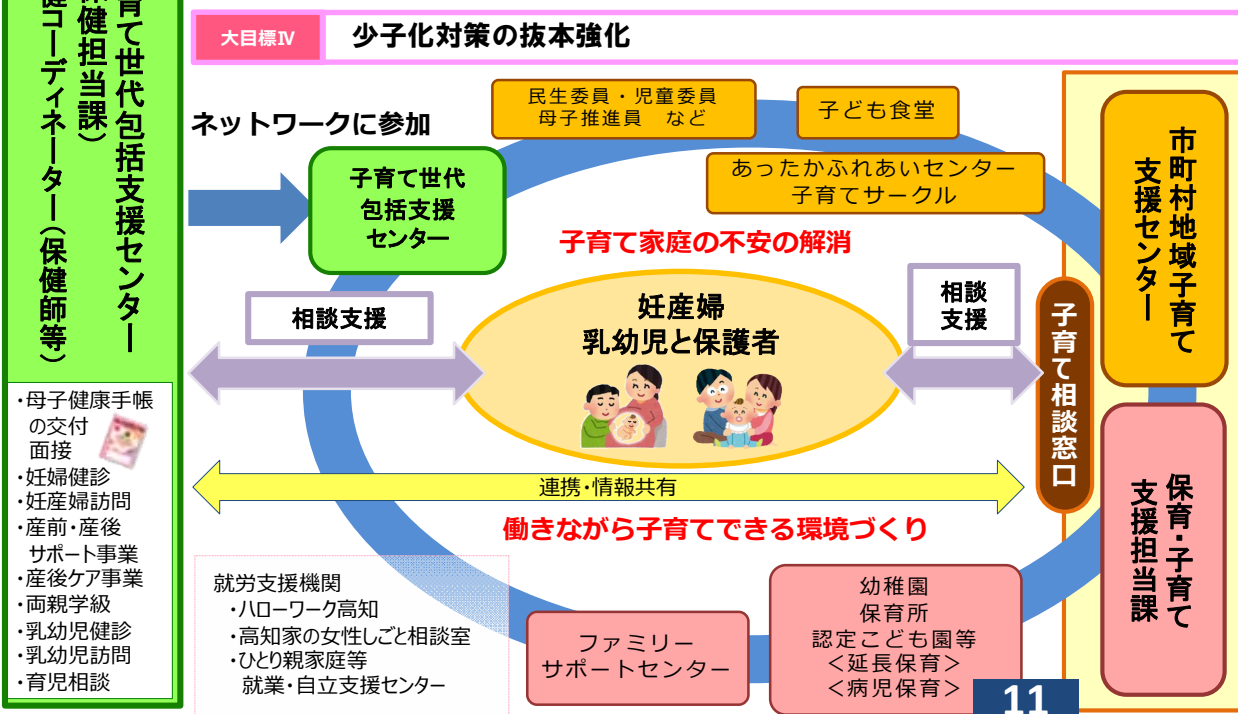 大目標Ⅳ 少子化対策の抜本強化
育て世代包括支援センター
健担当課）
健コーディネーター（保健師等）
・母子健康手帳
の交付
面接
・妊婦健診
・妊産婦訪問
・産前・産後
サポート事業
・産後ケア事業
・両親学級
・乳幼児健診
・乳幼児訪問
・育児相談
ネットワークに参加
子育て世代
包括支援
センター
民生委員・児童委員
母子推進員　など
子ども食堂
あったかふれあいセンター
子育てサークル
子育て家庭の不安の解消
相談支援
妊産婦
乳幼児と保護者
相談
支援
連携・情報共有
働きながら子育てできる環境づくり
子育て相談窓口
市町村地域子育て
支援センター
保育・子育て
支援担当課
就労支援機関
・ハローワーク高知
・高知家の女性しごと相談室
・ひとり親家庭等
就業・自立支援センター
ファミリー
サポートセンター
幼稚園
保育所
認定こども園等
＜延長保育＞
＜病児保育＞
11